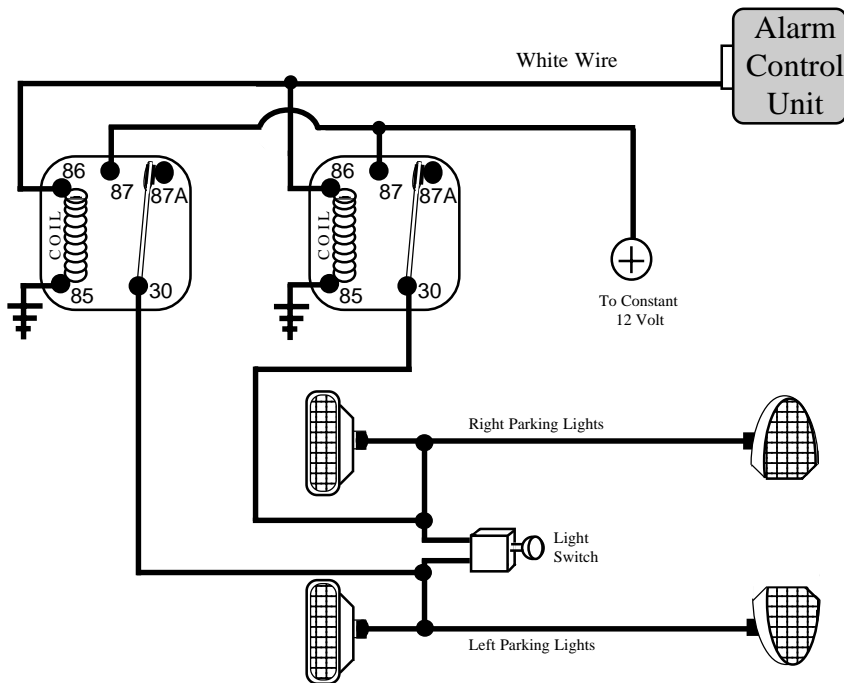 Alarm
Control
Unit
White Wire
86
87
87A
COIL
85
30
86
87
87A
COIL
85
30
To Constant
12 Volt
Right Parking Lights
Light
Switch
Left Parking Lights